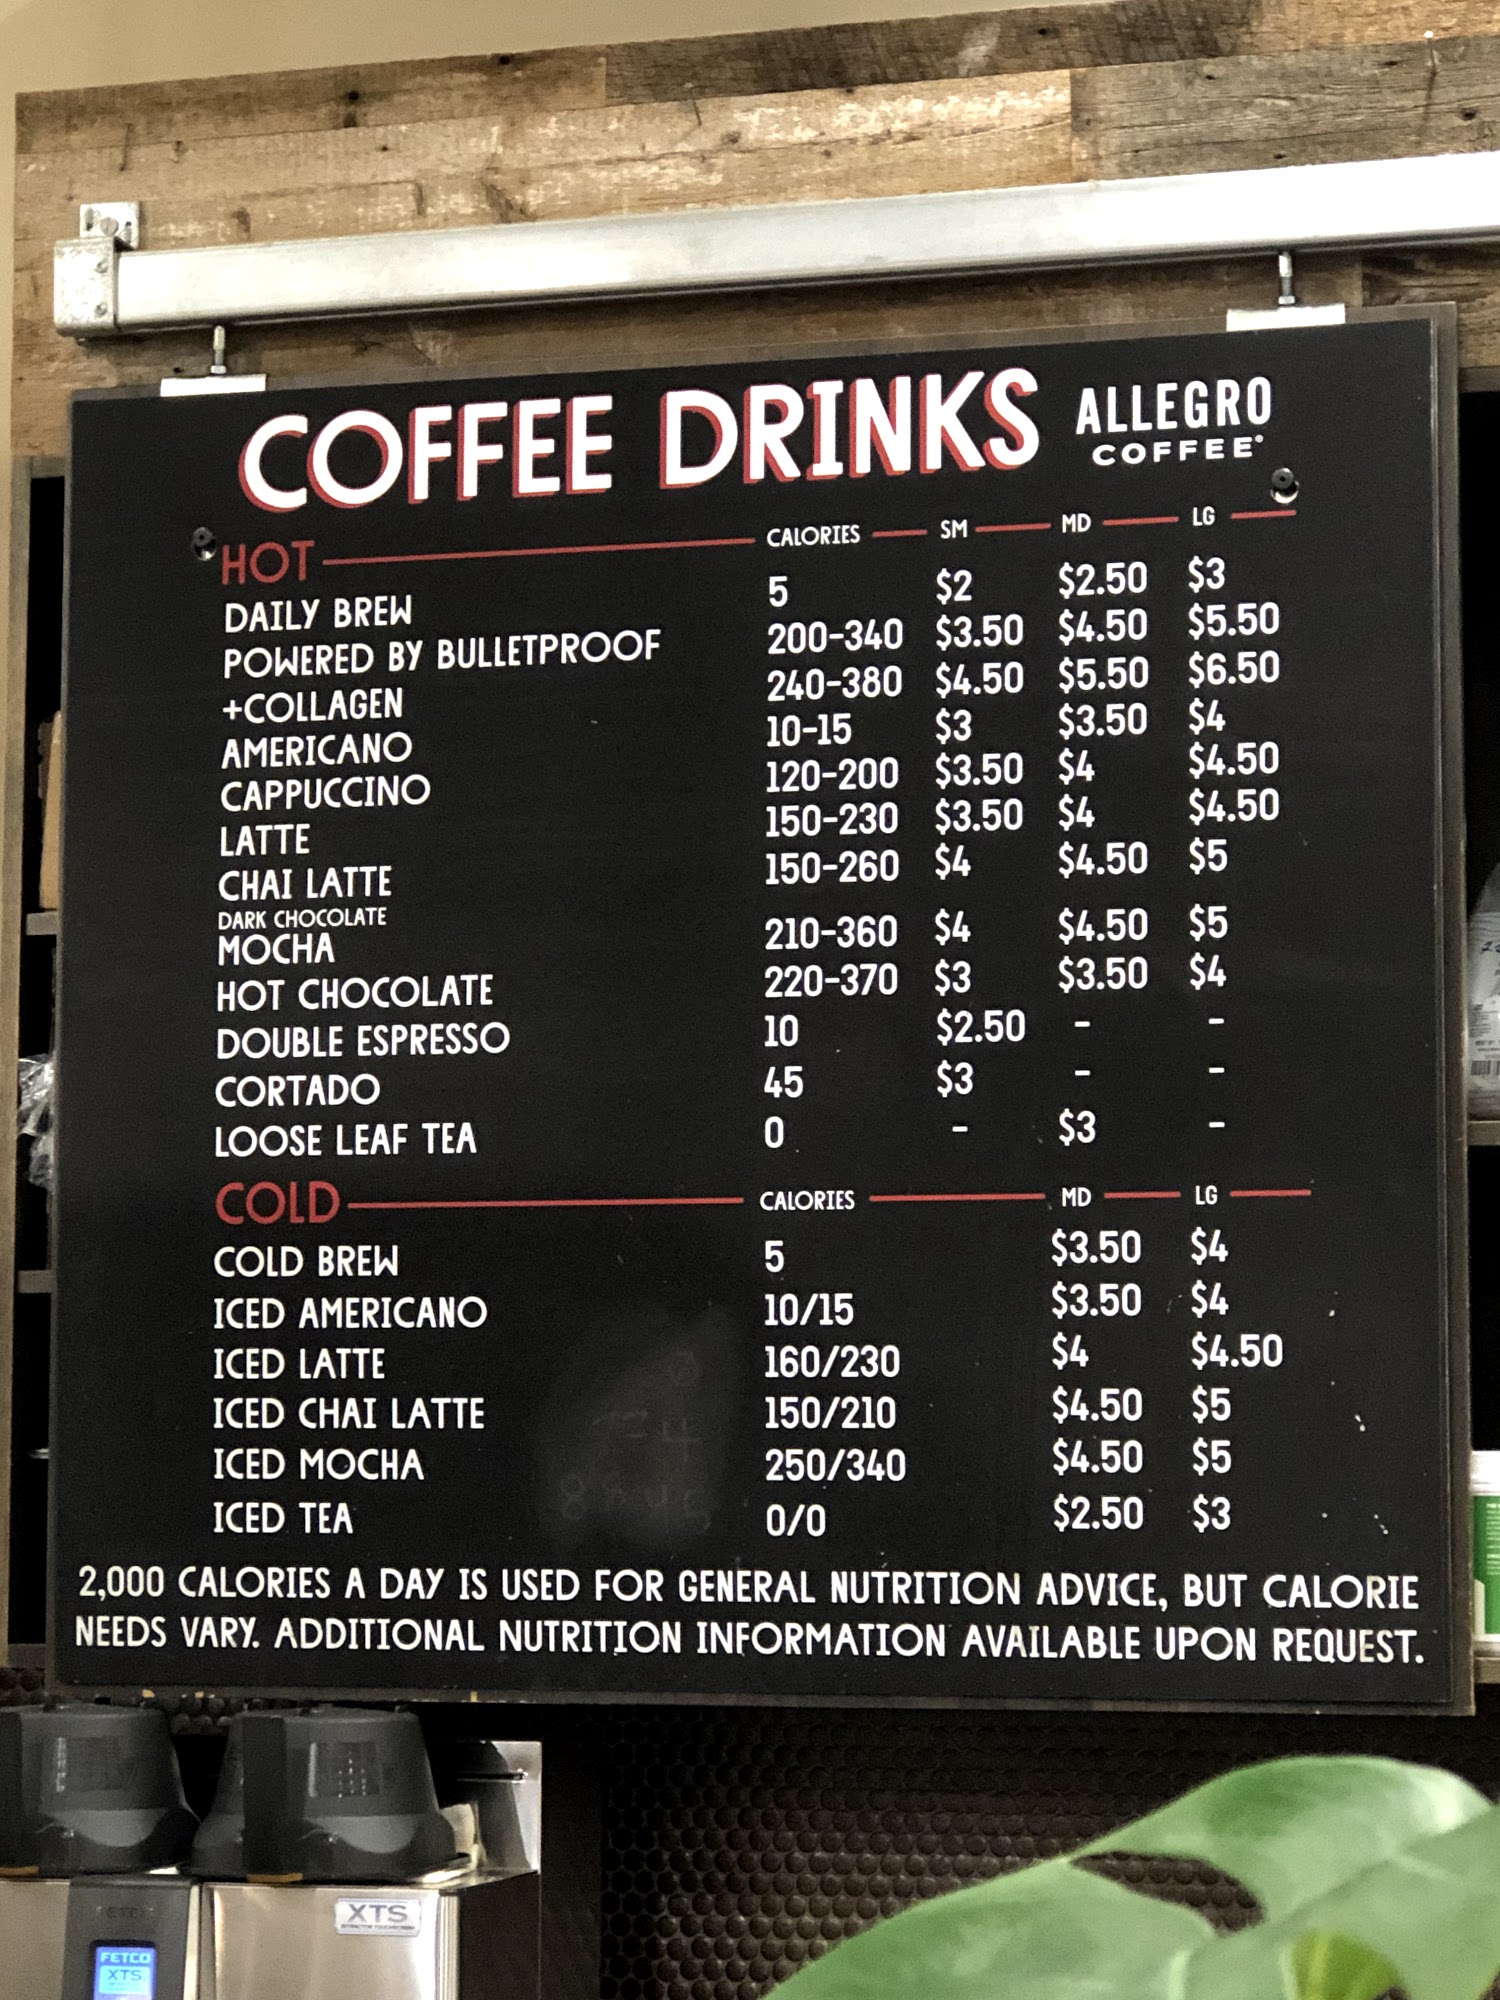 COFFEE DRINKS ALLEGRO COFFEE
HOT CALORIES SM MD LG
DAILY BREW 5 $2 $2.50 $3
POWERED BY BULLETPROOF 200-340 $3.50 $4.50 $5.50
+COLLAGEN 240-380 $4.50 $5.50 $6.50
AMERICANO 10-15 $3 $3.50 $4
CAPPUCCINO 120-200 $3.50 $4 $4.50
LATTE 150-230 $3.50 $4 $4.50
CHAI LATTE 150-260 $4 $4.50 $5
DARK CHOCOLATE
MOCHA 210-360 $4 $4.50 $5
HOT CHOCOLATE 220-370 $3 $3.50 $4
DOUBLE ESPRESSO 10 $2.50 - -
CORTADO 45 $3 - -
LOOSE LEAF TEA 0 - $3 -
COLD CALORIES MD LG
COLD BREW 5 $3.50 $4
ICED AMERICANO 10/15 $3.50 $4
ICED LATTE 160/230 $4 $4.50
ICED CHAI LATTE 150/210 $4.50 $5
ICED MOCHA 250/340 $4.50 $5
ICED TEA 0/0 $2.50 $3
2,000 CALORIES A DAY IS USED FOR GENERAL NUTRITION ADVICE, BUT CALORIE
NEEDS VARY. ADDITIONAL NUTRITION INFORMATION AVAILABLE UPON REQUEST.
XTS
FETCO
XTS